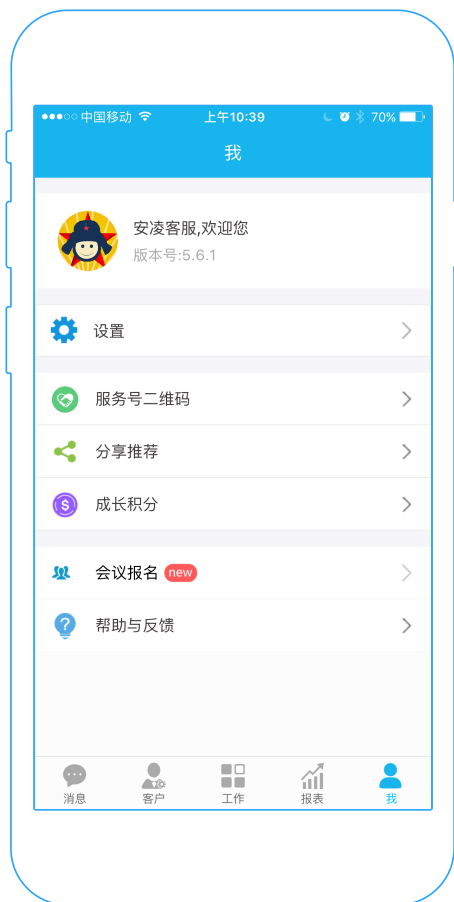 中国移动 上午10:39 70%
我
安凌客服,欢迎您
版本号:5.6.1
设置
服务号二维码
分享推荐
$ 成长积分
会议报名 new
? 帮助与反馈
消息 客户 工作 报表 我